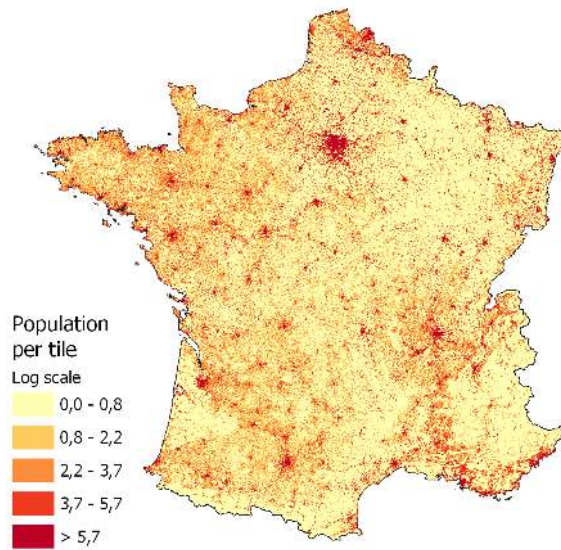 Population
per tile
Log scale
0,0 - 0,8
0,8 - 2,2
2,2 - 3,7
3,7 - 5,7
> 5,7